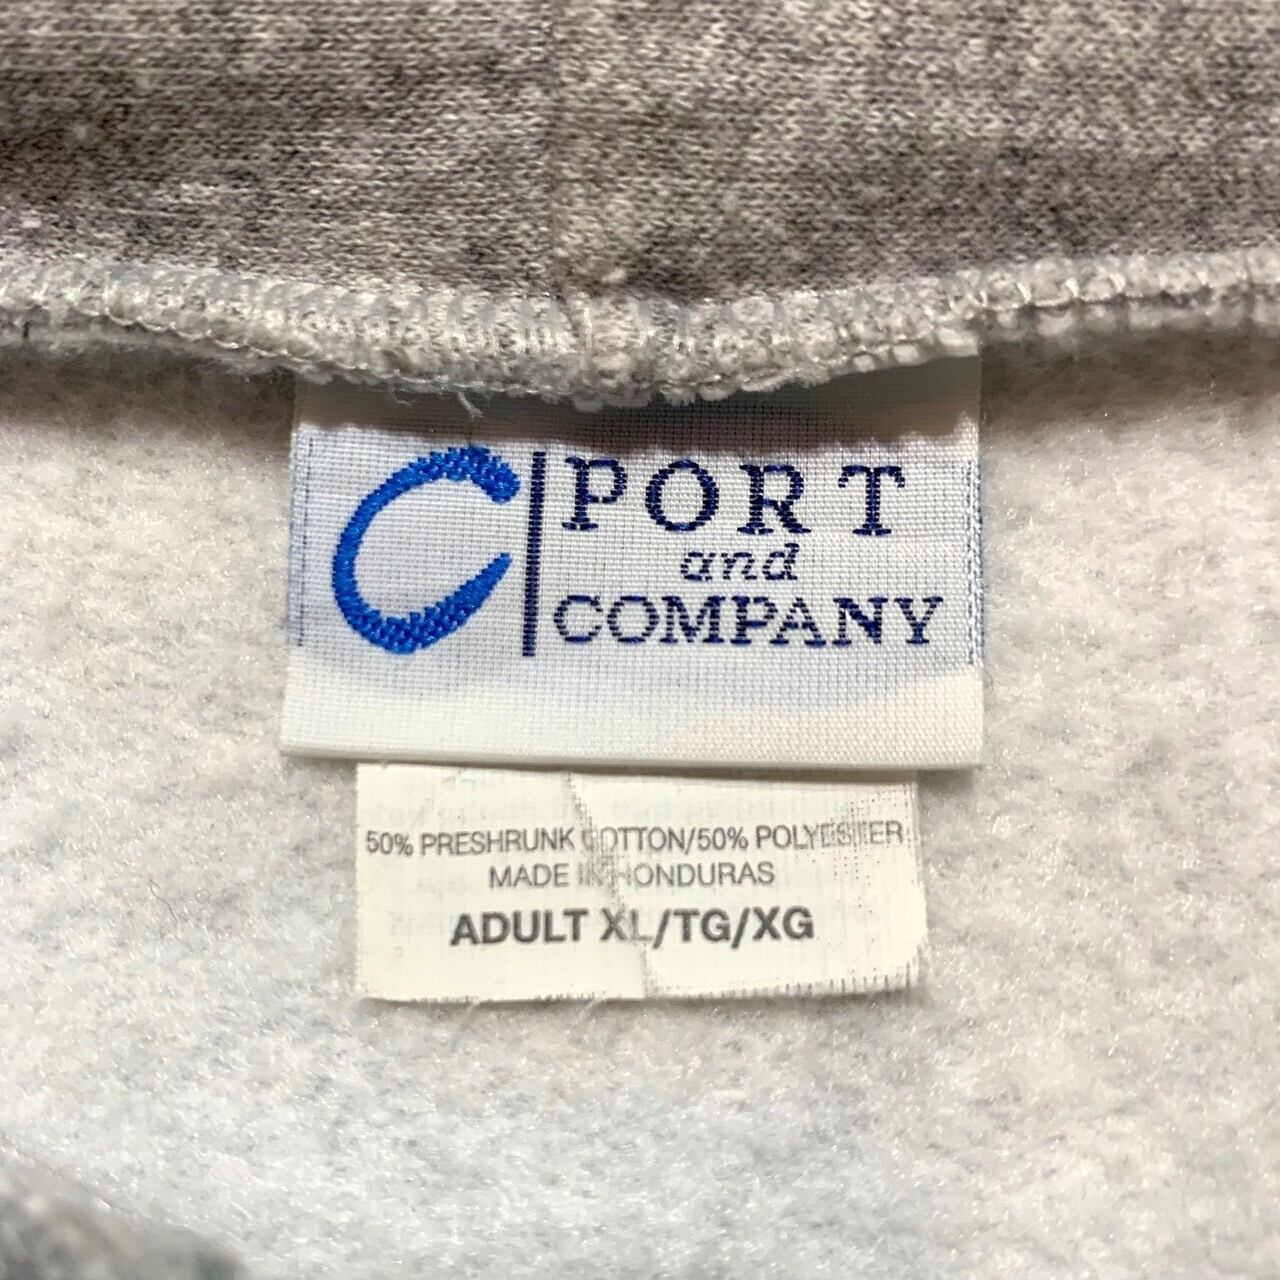 C PORT
and
COMPANY
50% PRESHRUNK COTTON/50% POLYESTER
MADE IN HONDURAS
ADULT XL/TG/XG